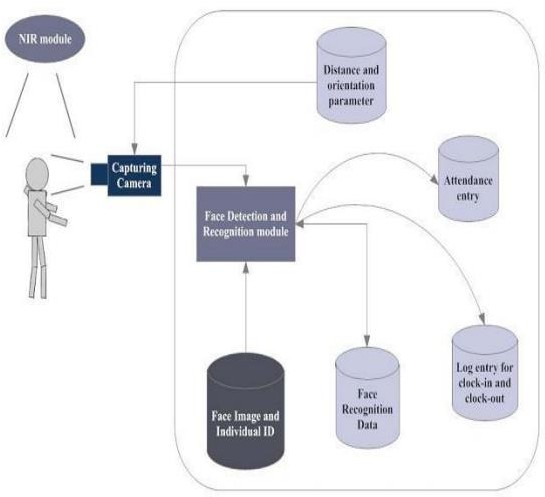 NIR module
Distance and
orientation
parameter
Capturing
Camera
Attendance
entry
Face Detection and
Recognition module
Log entry for
clock-in and
clock-out
Face Image and
Individual ID
Face
Recognition
Data